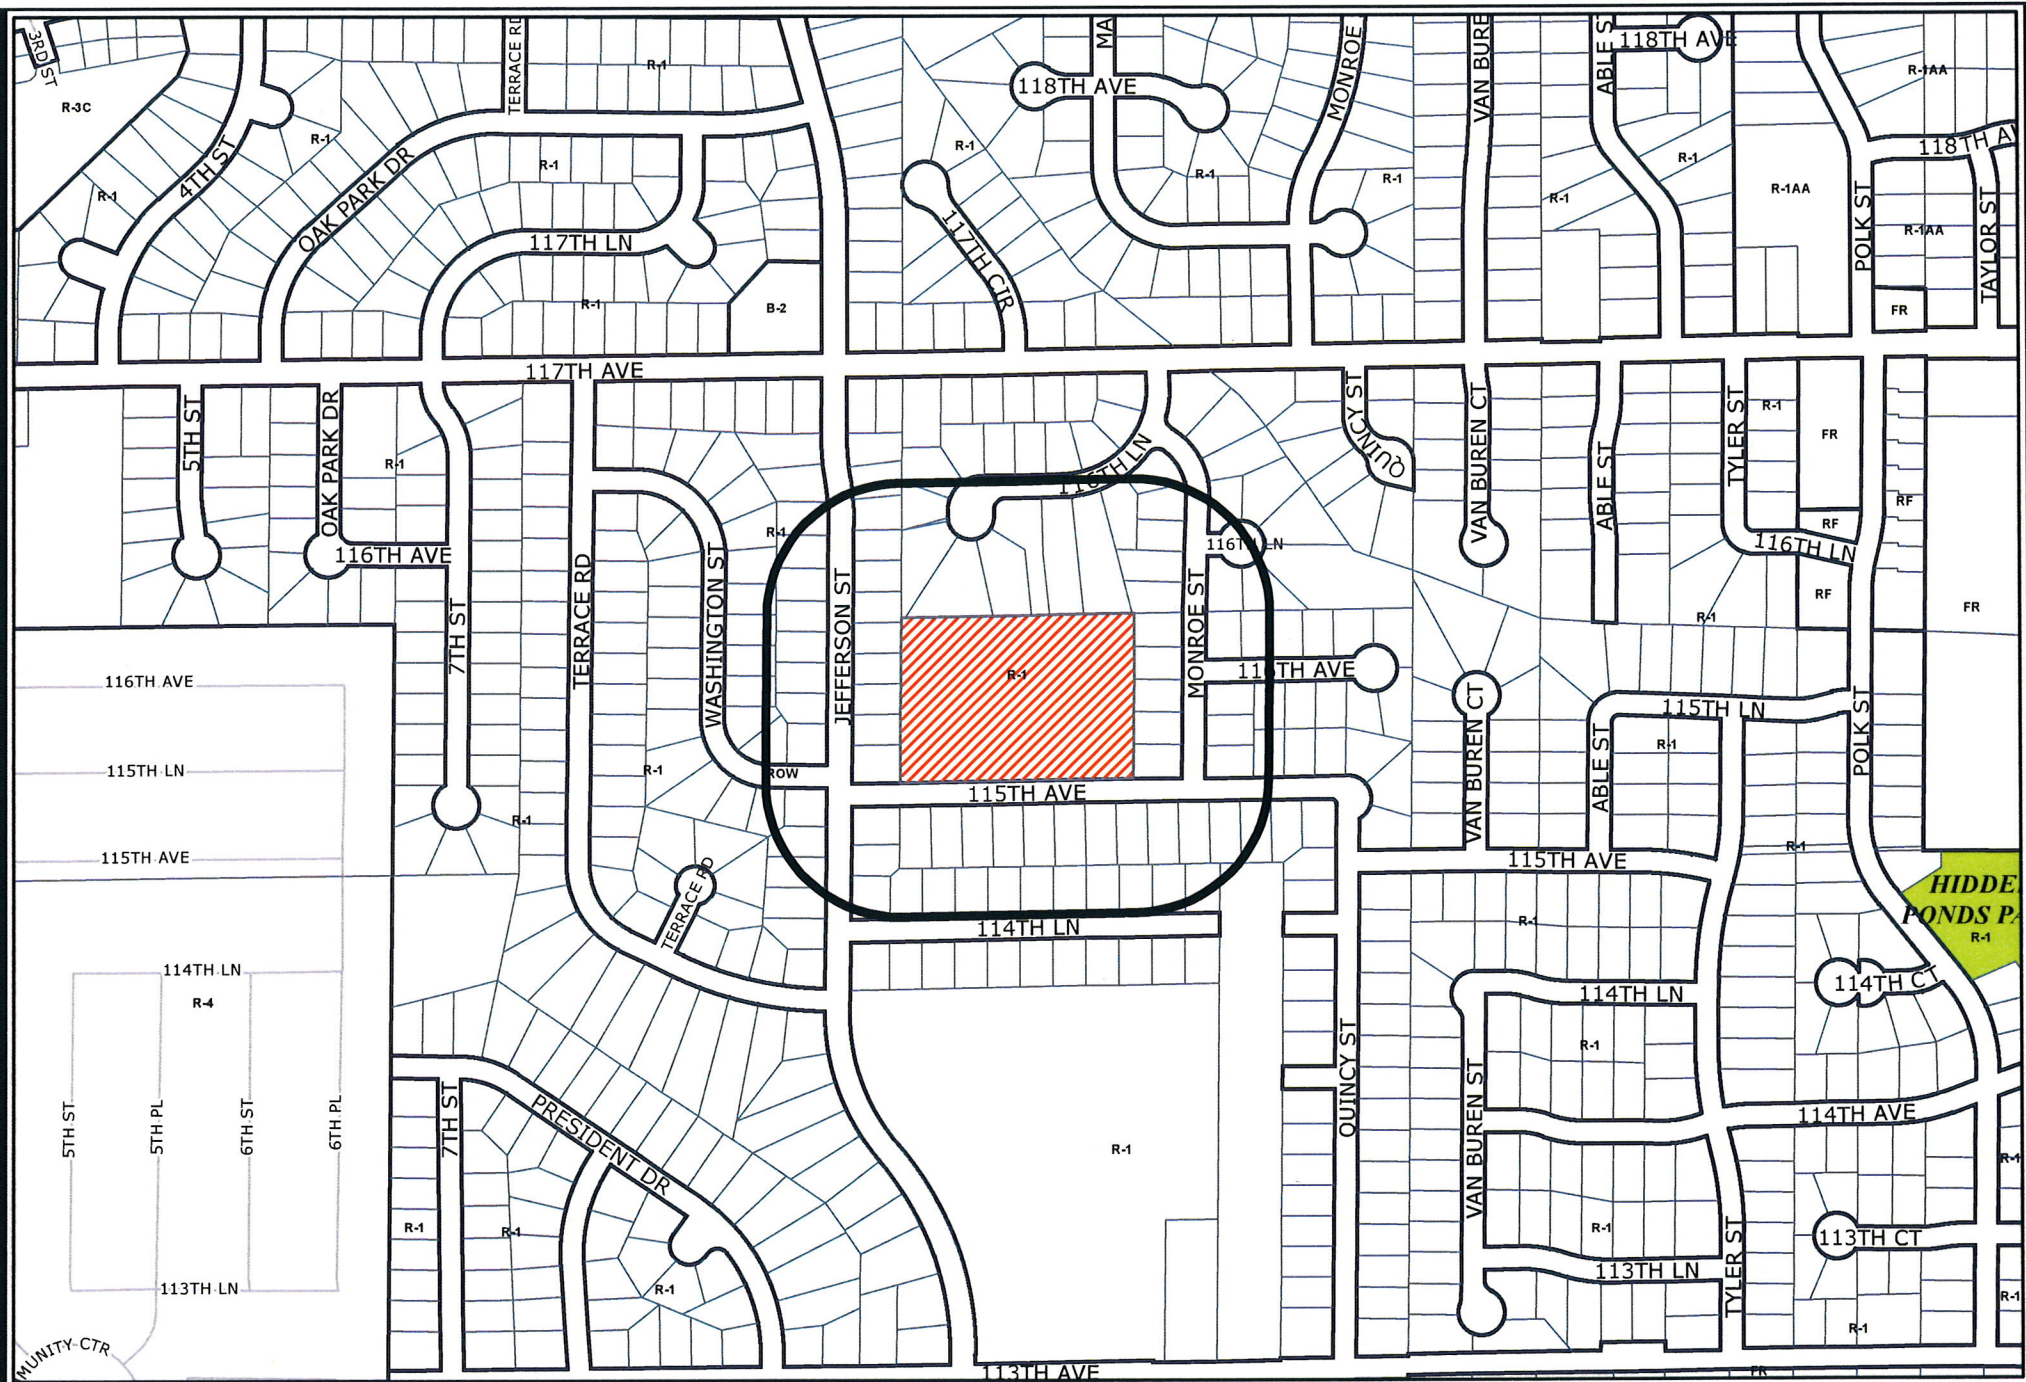 3RD ST
R-3C
4TH ST
R-1
R-1
OAK PARK DR
TERRACE RD
R-1
R-1
117TH LN
R-1
B-2
R-1
117TH CIR
MA
118TH AVE
R-1
MONROE
R-1
VAN BURE
ABLE ST
118TH AVE
R-1
R-1
R-1AA
R-1AA
118TH A
POLK ST
R-1AA
TAYLOR ST
FR
117TH AVE
5TH ST
OAK PARK DR
R-1
116TH AVE
7TH ST
TERRACE RD
WASHINGTON ST
R-1
JEFFERSON ST
116TH LN
116TH LN
MONROE ST
R-1
116TH AVE
QUINCY ST
QUINCY
VAN BUREN CT
ABLE ST
TYLER ST
R-1
FR
RF
RF
116TH LN
RF
FR
R-1
116TH AVE
115TH LN
115TH AVE
R-1
R-1
ROW
115TH AVE
VAN BUREN CT
115TH LN
ABLE ST
R-1
POLK ST
115TH AVE
R-1
HIDDE
PONDS PA
R-1
TERRACE RD
114TH LN
R-1
114TH LN
R-4
114TH LN
114TH CT
R-1
5TH ST
5TH PL
6TH ST
6TH PL
7TH ST
PRESIDENT DR
R-1
QUINCY ST
VAN BUREN ST
114TH AVE
R-1
R-1
R-1
R-1
R-1
TYLER ST
113TH CT
113TH LN
113TH LN
R-1
R-1
MUNITY CTR
113TH AVE
FR